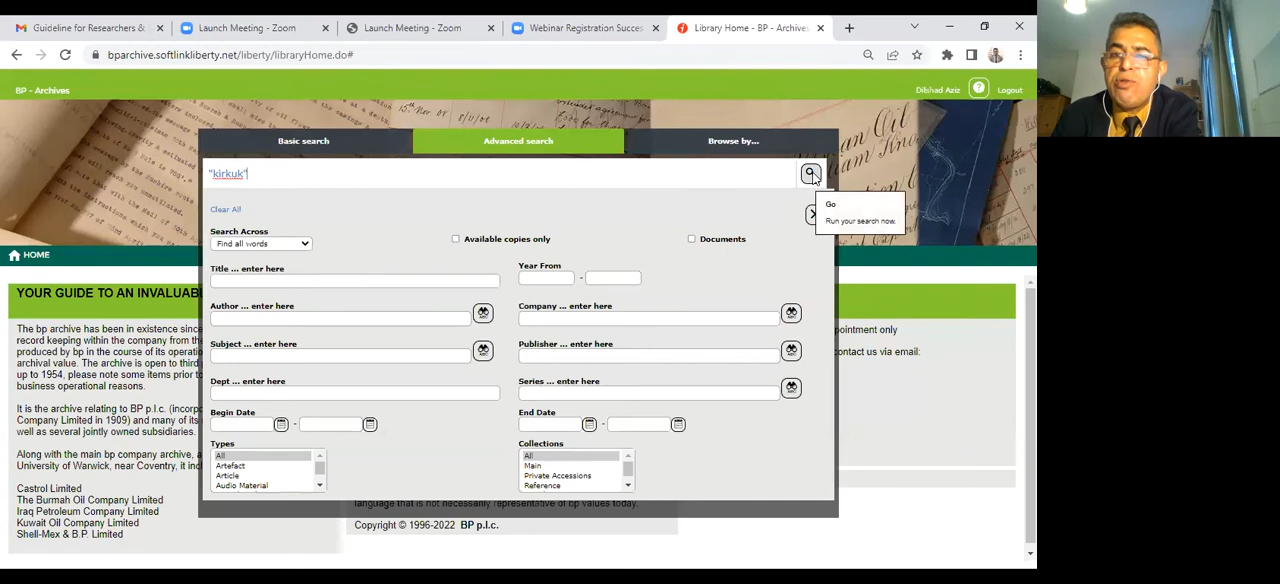 Guideline for Researchers &
Launch Meeting - Zoom
Launch Meeting - Zoom
Webinar Registration Succes
Library Home - BP - Archives
bparchive.softlinkliberty.net/liberty/libraryHome.do#
BP - Archives
Dilshad Aziz
Logout
Basic search
Advanced search
Browse by...
"kirkuk"
Go
Run your search now.
Clear All
Search Across
Find all words
Available copies only
Documents
HOME
Title ... enter here
Year From
-
YOUR GUIDE TO AN INVALUAB
Author ... enter here
Company ... enter here
The bp archive has been in existence since
record keeping within the company from the
produced by bp in the course of its operatio
archival value. The archive is open to third
up to 1954, please note some items prior to
business operational reasons.
pointment only
contact us via email:
Subject ... enter here
Publisher ... enter here
Dept ... enter here
Series ... enter here
It is the archive relating to BP p.l.c. (incorp
Company Limited in 1909) and many of its
well as several jointly owned subsidiaries.
Begin Date
-
End Date
-
Along with the main bp company archive, a
University of Warwick, near Coventry, it inc
Types
All
Artefact
Article
Audio Material
Collections
All
Main
Private Accessions
Reference
Castrol Limited
The Burmah Oil Company Limited
Iraq Petroleum Company Limited
Kuwait Oil Company Limited
Shell-Mex & B.P. Limited
language that is not necessarily representative of bp values today.
Copyright © 1996-2022 BP p.l.c.